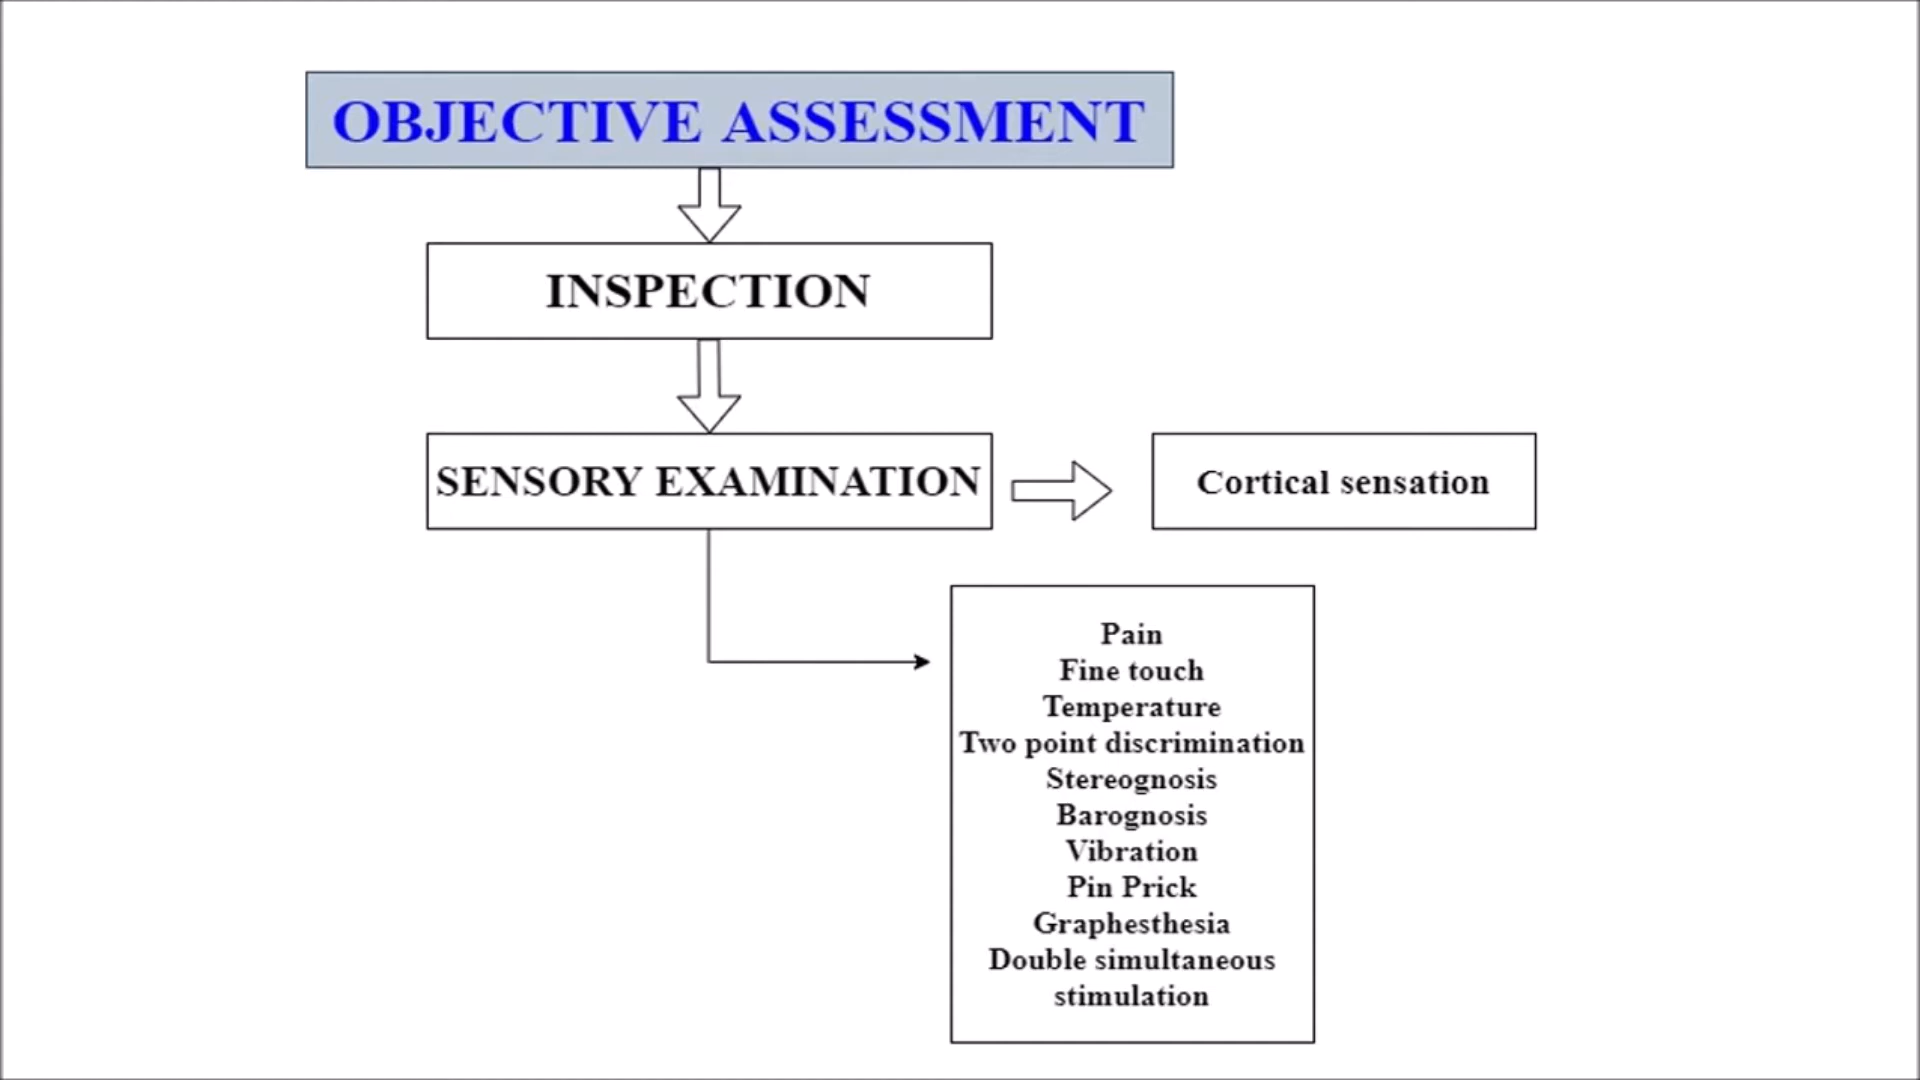 OBJECTIVE ASSESSMENT
INSPECTION
SENSORY EXAMINATION
Cortical sensation
Pain
Fine touch
Temperature
Two point discrimination
Stereognosis
Barognosis
Vibration
Pin Prick
Graphesthesia
Double simultaneous
stimulation